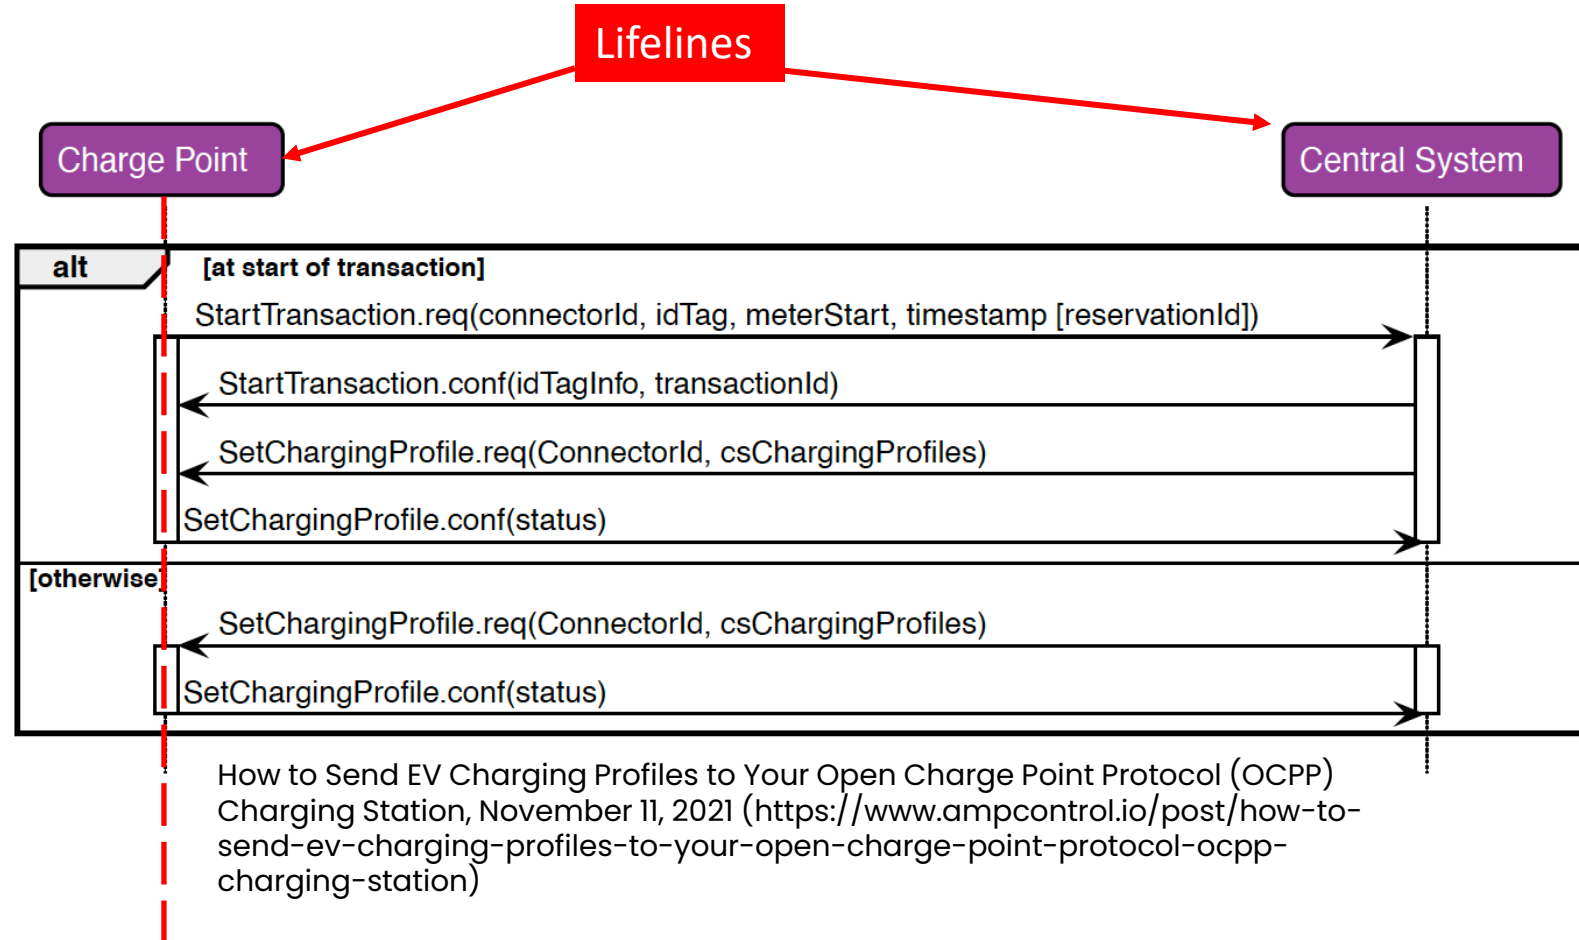 Lifelines
Charge Point
Central System
alt
[at start of transaction]
StartTransaction.req(connectorId, idTag, meterStart, timestamp [reservationId])
StartTransaction.conf(idTagInfo, transactionId)
SetChargingProfile.req(ConnectorId, csChargingProfiles)
SetChargingProfile.conf(status)
[otherwise]
SetChargingProfile.req(ConnectorId, csChargingProfiles)
SetChargingProfile.conf(status)
How to Send EV Charging Profiles to Your Open Charge Point Protocol (OCPP)
Charging Station, November 11, 2021 (https://www.ampcontrol.io/post/how-to-
send-ev-charging-profiles-to-your-open-charge-point-protocol-ocpp-
charging-station)